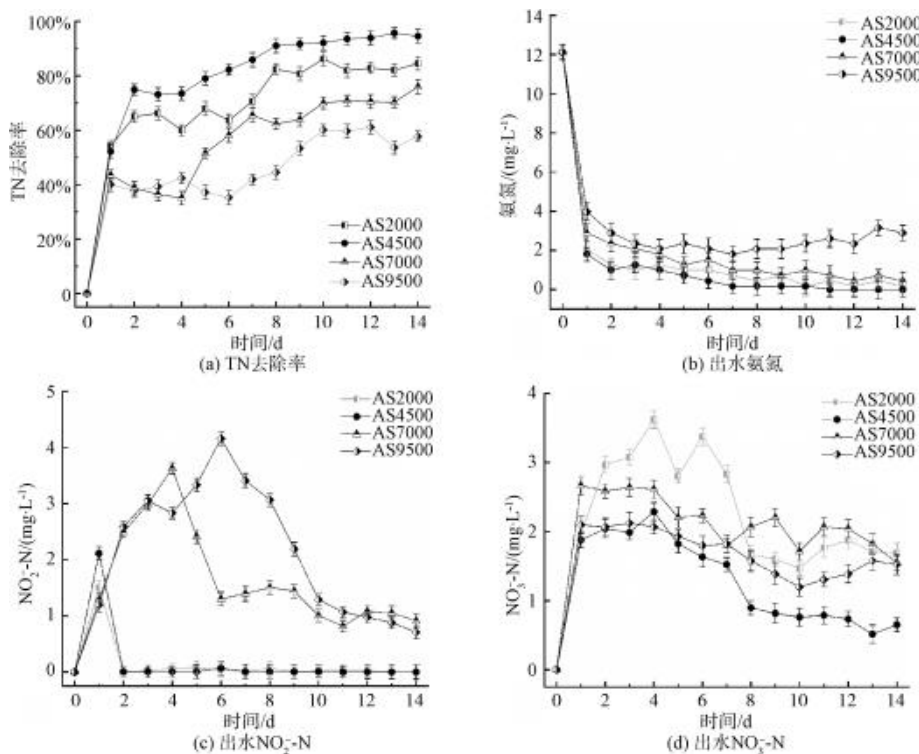 100%
80%
60%
40%
20%
0
TN去除率
AS2000
AS4500
AS7000
AS9500
0 2 4 6 8 10 12 14
时间/d
(a) TN去除率
14
12
10
8
6
4
2
0
氨氮/(mg·L⁻¹)
AS2000
AS4500
AS7000
AS9500
0 2 4 6 8 10 12 14
时间/d
(b) 出水氨氮
5
4
3
2
1
0
NO₂⁻-N/(mg·L⁻¹)
AS2000
AS4500
AS7000
AS9500
0 2 4 6 8 10 12 14
时间/d
(c) 出水NO₂⁻-N
4
3
2
1
0
NO₃⁻-N/(mg·L⁻¹)
AS2000
AS4500
AS7000
AS9500
0 2 4 6 8 10 12 14
时间/d
(d) 出水NO₃⁻-N